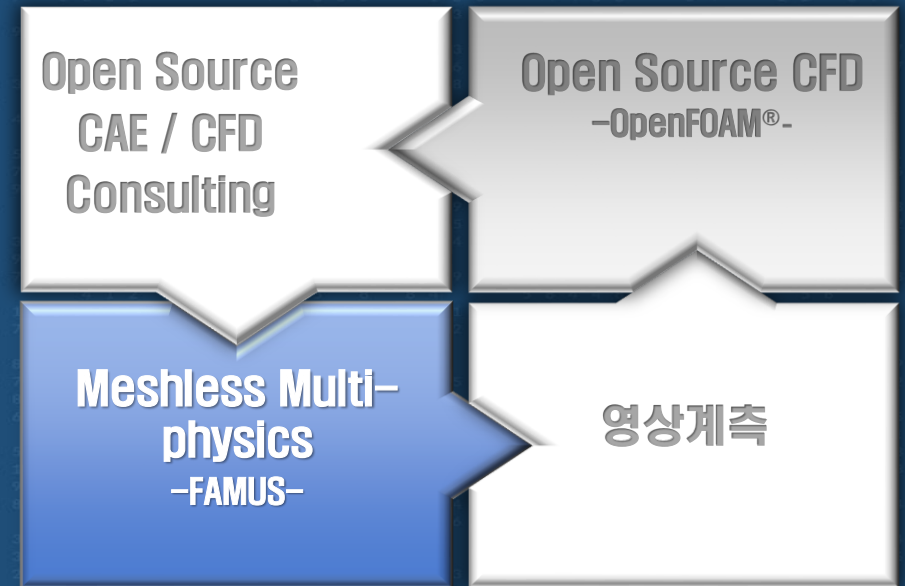 Open Source
CAE / CFD
Consulting
Open Source CFD
-OpenFOAM®-
Meshless Multi-
physics
-FAMUS-
영상계측